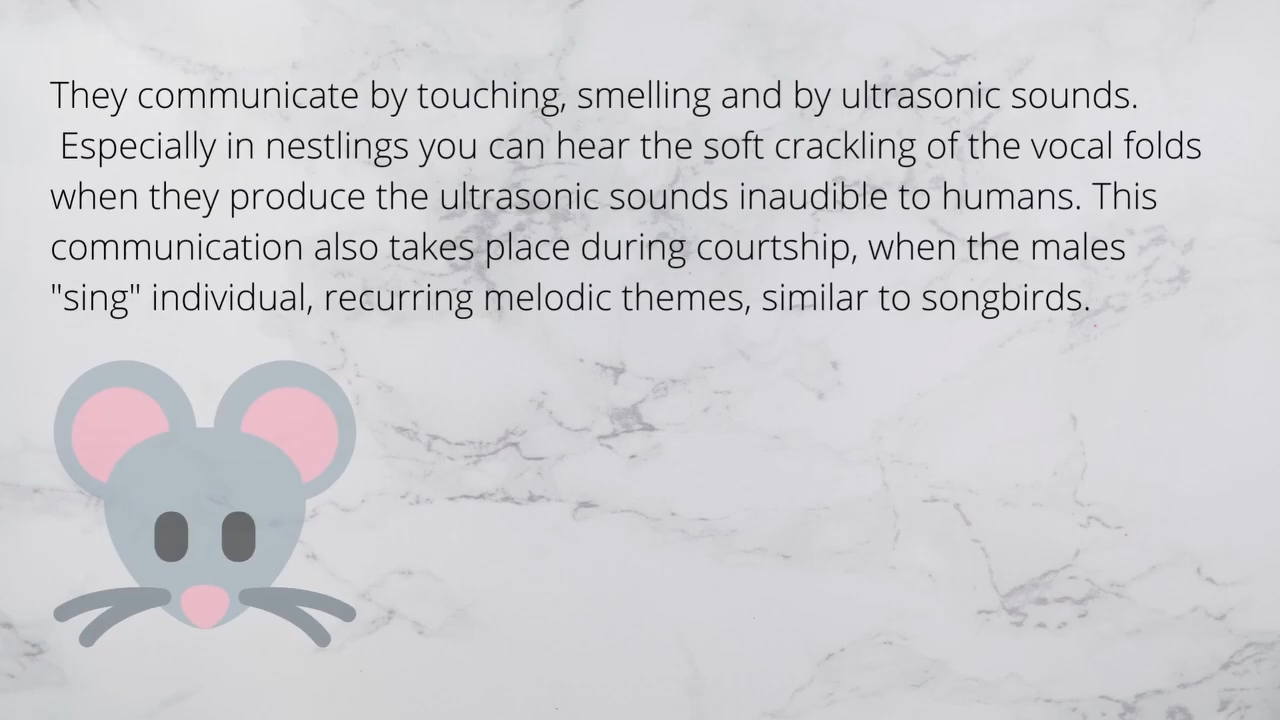 They communicate by touching, smelling and by ultrasonic sounds.
Especially in nestlings you can hear the soft crackling of the vocal folds
when they produce the ultrasonic sounds inaudible to humans. This
communication also takes place during courtship, when the males
"sing" individual, recurring melodic themes, similar to songbirds.